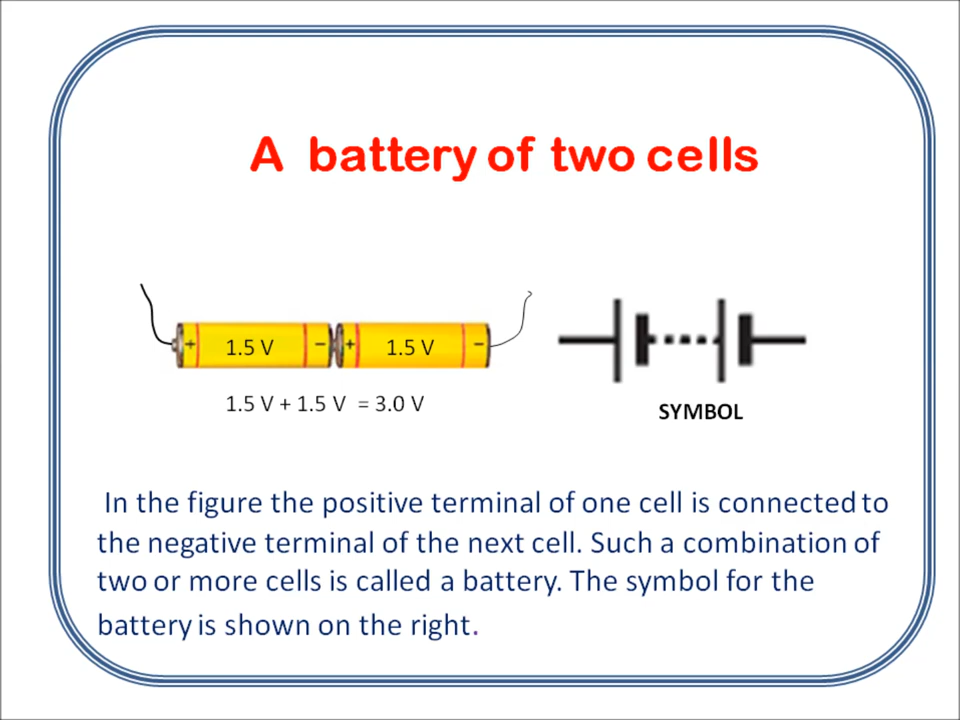 A battery of two cells
+ 1.5 V − + 1.5 V −
1.5 V + 1.5 V = 3.0 V
SYMBOL
In the figure the positive terminal of one cell is connected to
the negative terminal of the next cell. Such a combination of
two or more cells is called a battery. The symbol for the
battery is shown on the right.